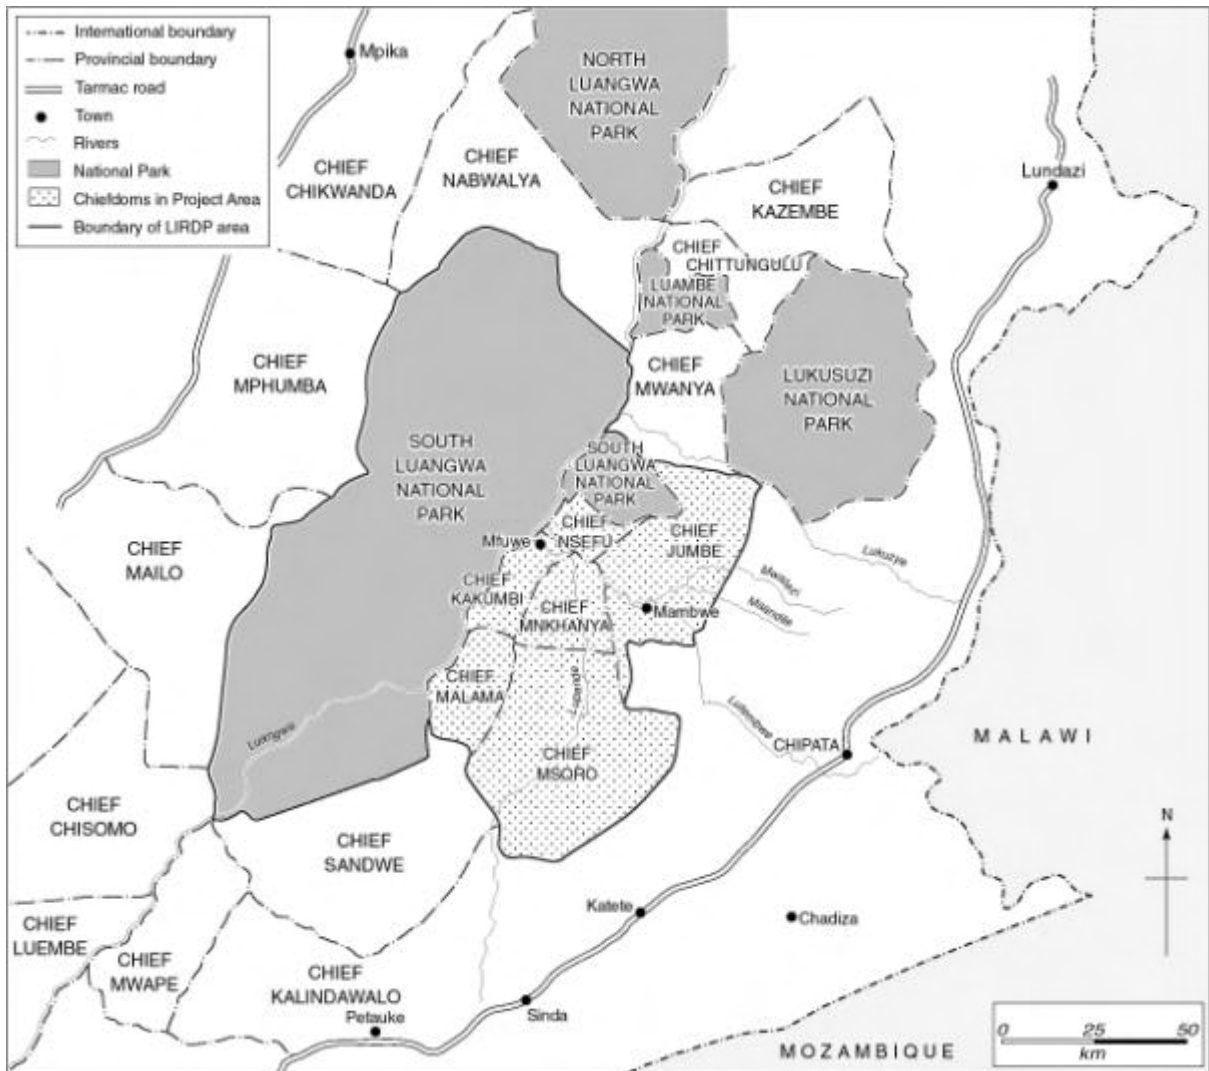 International boundary
Provincial boundary
Tarmac road
Town
Rivers
National Park
Chiefdoms in Project Area
Boundary of LIRDP area
Mpika
NORTH
LUANGWA
NATIONAL
PARK
CHIEF
CHIKWANDA
CHIEF
NABWALYA
CHIEF
KAZEMBE
Lundazi
CHIEF
CHITTUNGULU
LUAMBE
NATIONAL
PARK
CHIEF
MPHUMBA
CHIEF
MWANYA
LUKUSUZI
NATIONAL
PARK
SOUTH
LUANGWA
NATIONAL
PARK
SOUTH
LUANGWA
NATIONAL
PARK
CHIEF
NSEFU
Mfuwe
CHIEF
JUMBE
CHIEF
MAILO
Lukuzye
CHIEF
KAKUMBI
CHIEF
MNKHANYA
Mambwe
Msandile
CHIEF
MALAMA
Lupande
Luangwa
Lutembwe
CHIPATA
MALAWI
CHIEF
MSORO
CHIEF
CHISOMO
CHIEF
SANDWE
N
Katete
Chadiza
CHIEF
LUEMBE
CHIEF
MWAPE
CHIEF
KALINDAWALO
Petauke
Sinda
MOZAMBIQUE
0 25 50
km